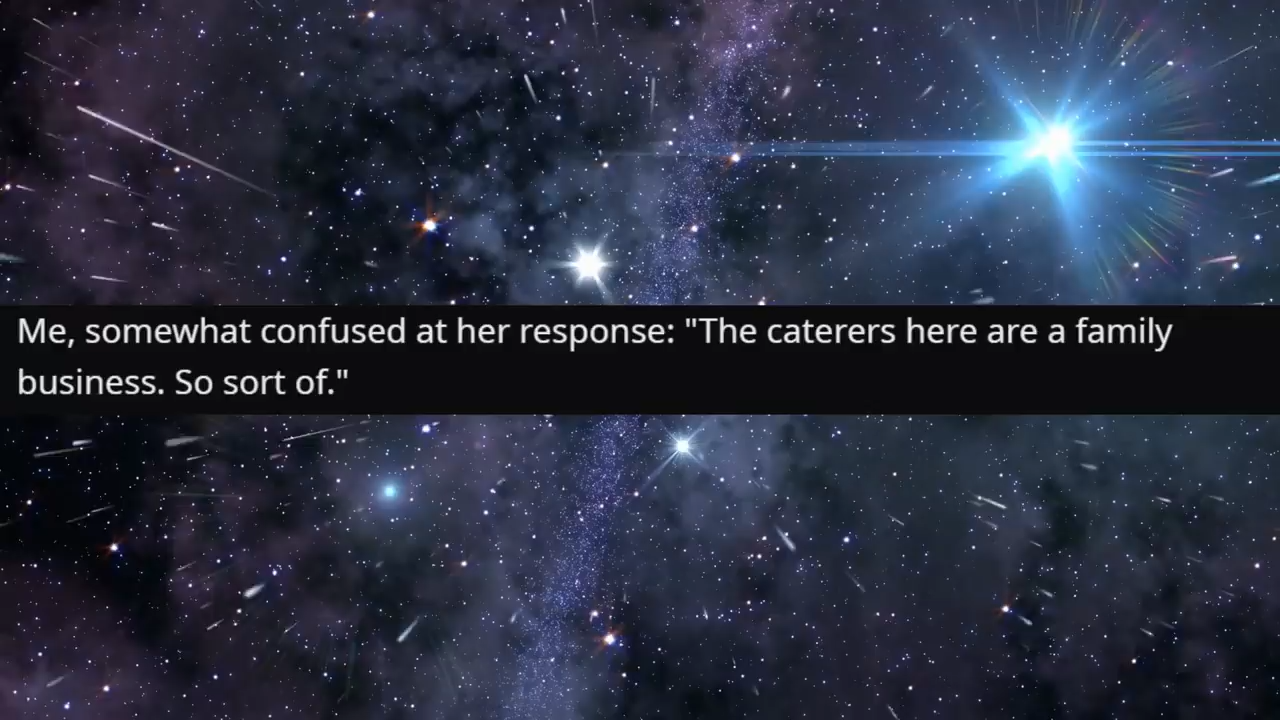 Me, somewhat confused at her response: "The caterers here are a family
business. So sort of."